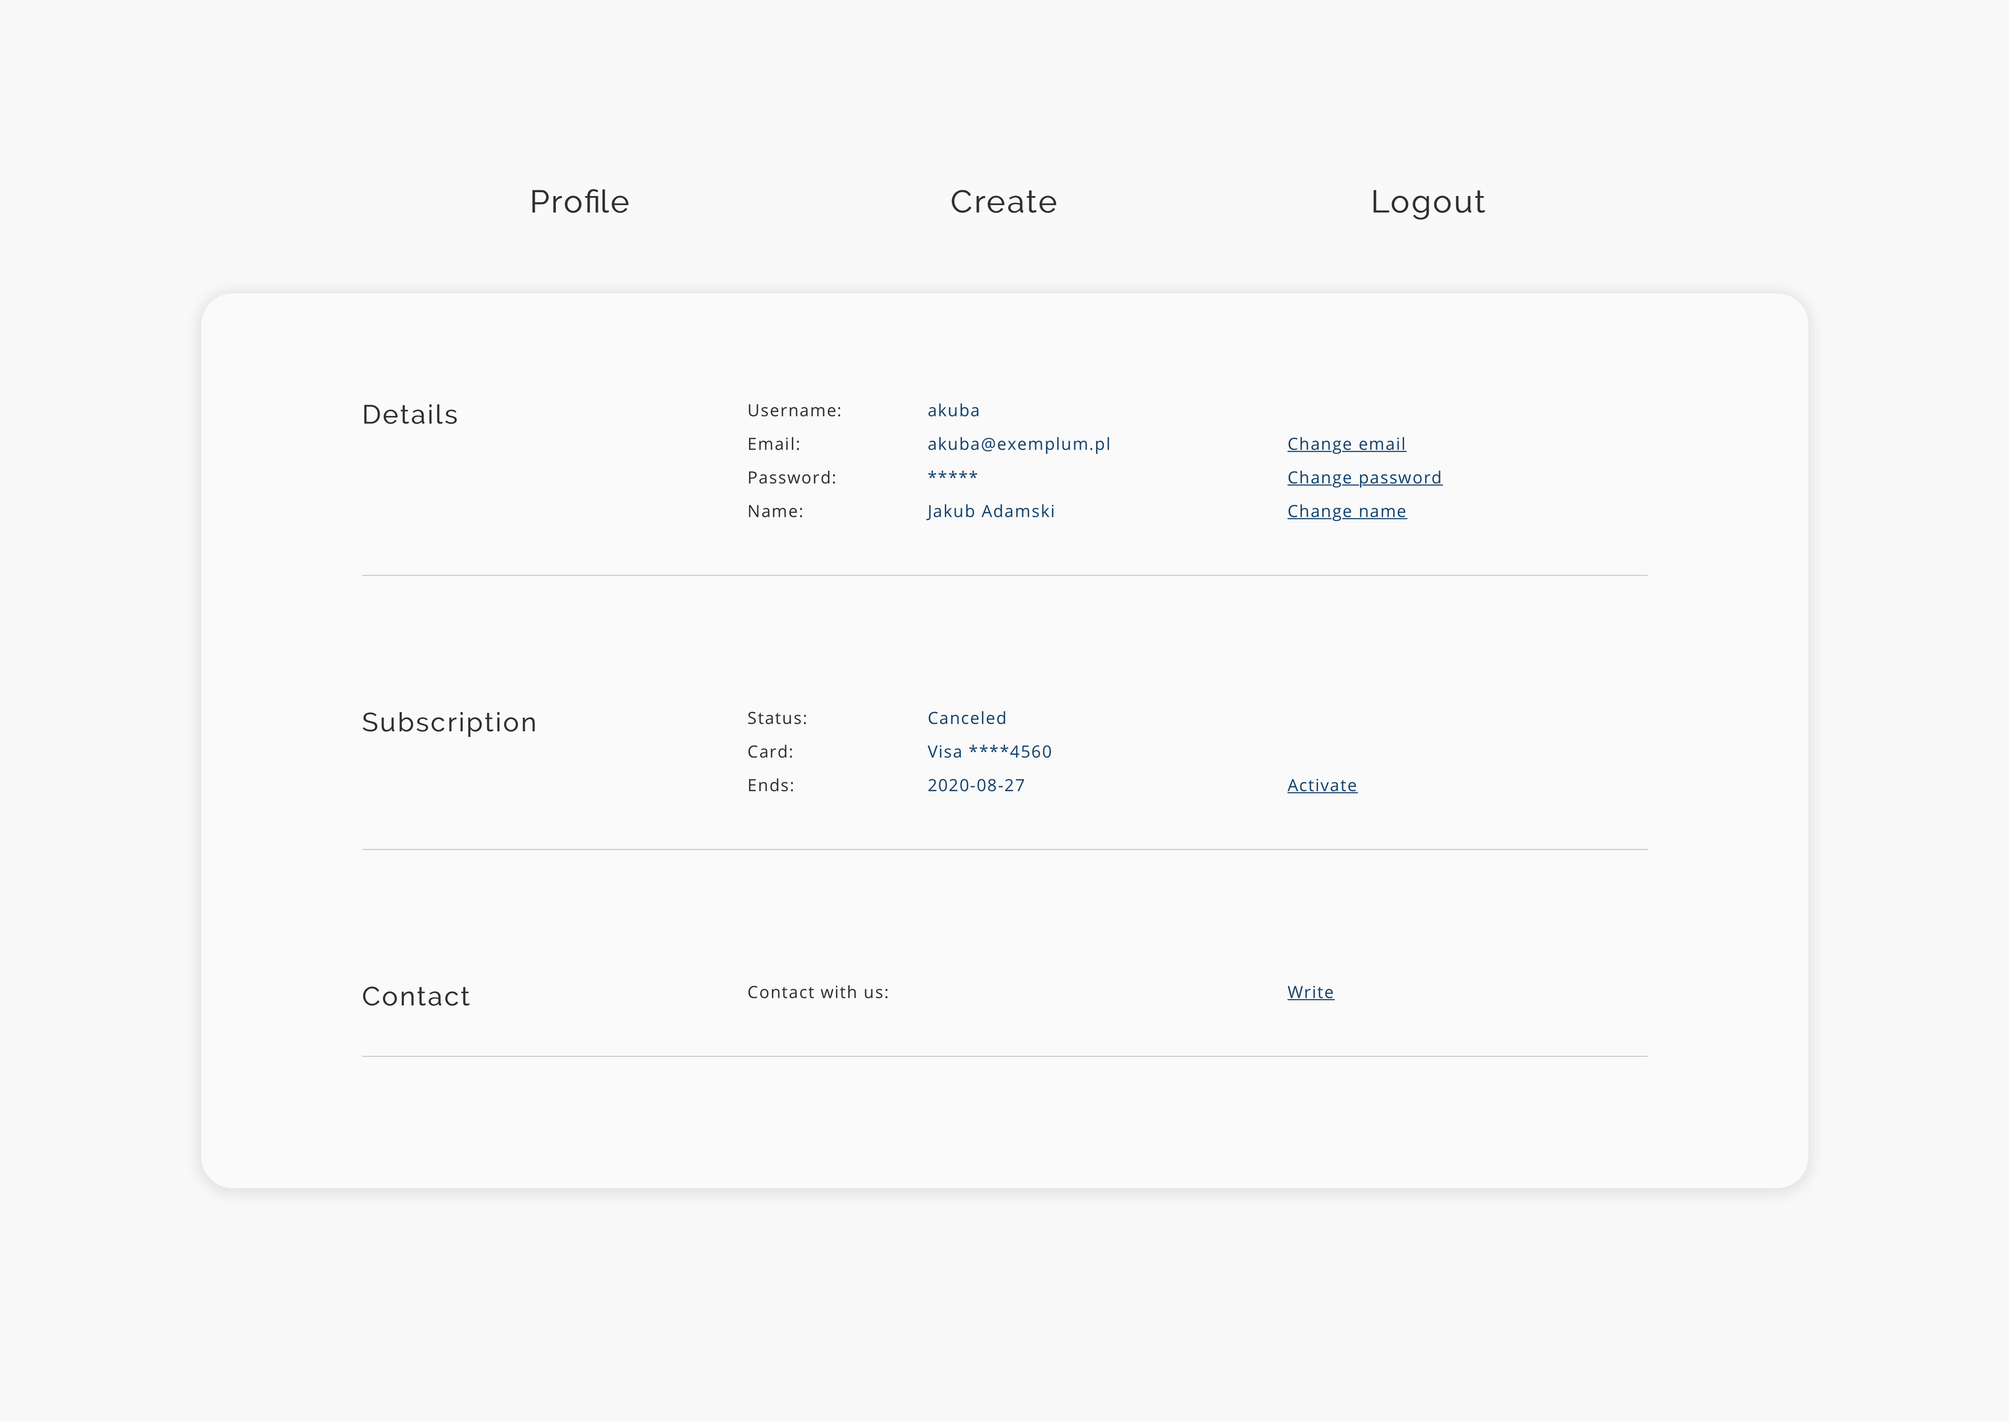 Profile Create Logout
Details
Username: akuba
Email: akuba@exemplum.pl Change email
Password: ***** Change password
Name: Jakub Adamski Change name
Subscription
Status: Canceled
Card: Visa ****4560
Ends: 2020-08-27 Activate
Contact
Contact with us: Write